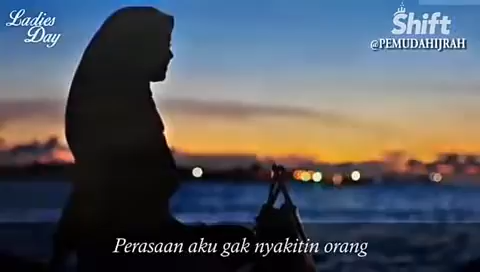 Ladies
Day
Shift
@PEMUDAHIJRAH
Perasaan aku gak nyakitin orang